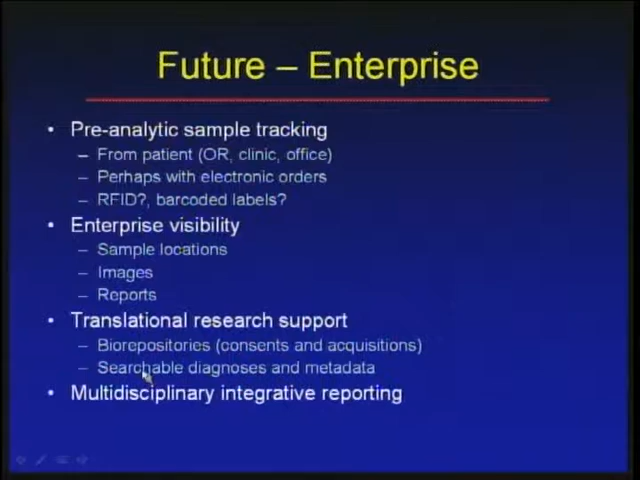 Future – Enterprise
• Pre-analytic sample tracking
– From patient (OR, clinic, office)
– Perhaps with electronic orders
– RFID?, barcoded labels?
• Enterprise visibility
– Sample locations
– Images
– Reports
• Translational research support
– Biorepositories (consents and acquisitions)
– Searchable diagnoses and metadata
• Multidisciplinary integrative reporting